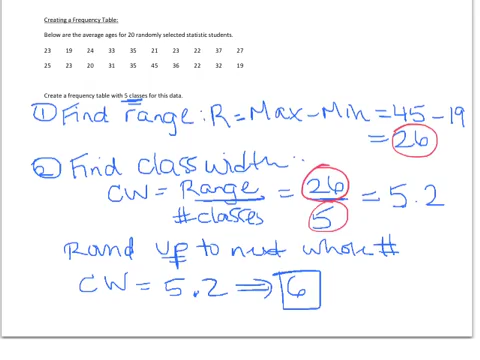 Creating a Frequency Table:
Below are the average ages for 20 randomly selected statistic students.
23 19 24 33 35 21 23 22 37 27
25 23 20 31 35 45 36 22 32 19
Create a frequency table with 5 classes for this data.
① Find range: R = Max - Min = 45 - 19
= 26
② Find class width:
CW = Range / # classes = 26 / 5 = 5.2
Round up to next whole #
CW = 5.2 ⇒ 6